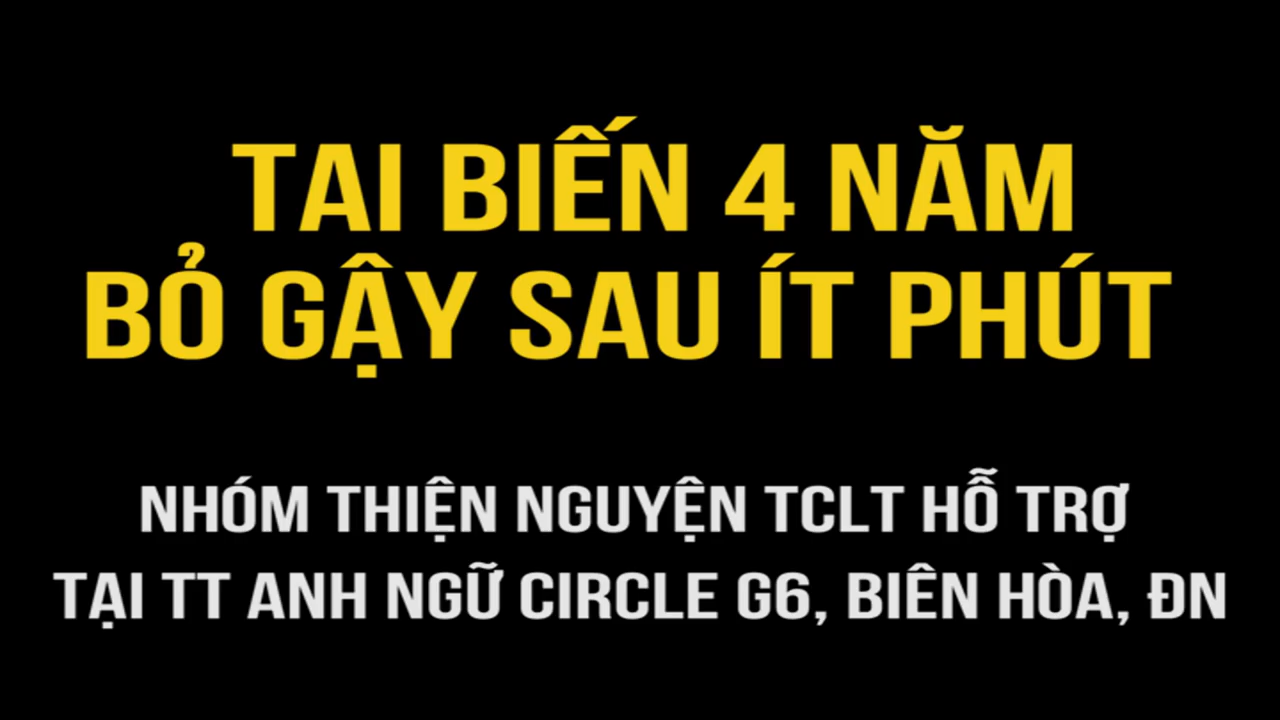 TAI BIẾN 4 NĂM
BỎ GẬY SAU ÍT PHÚT
NHÓM THIỆN NGUYỆN TCLT HỖ TRỢ
TẠI TT ANH NGỮ CIRCLE G6, BIÊN HÒA, ĐN